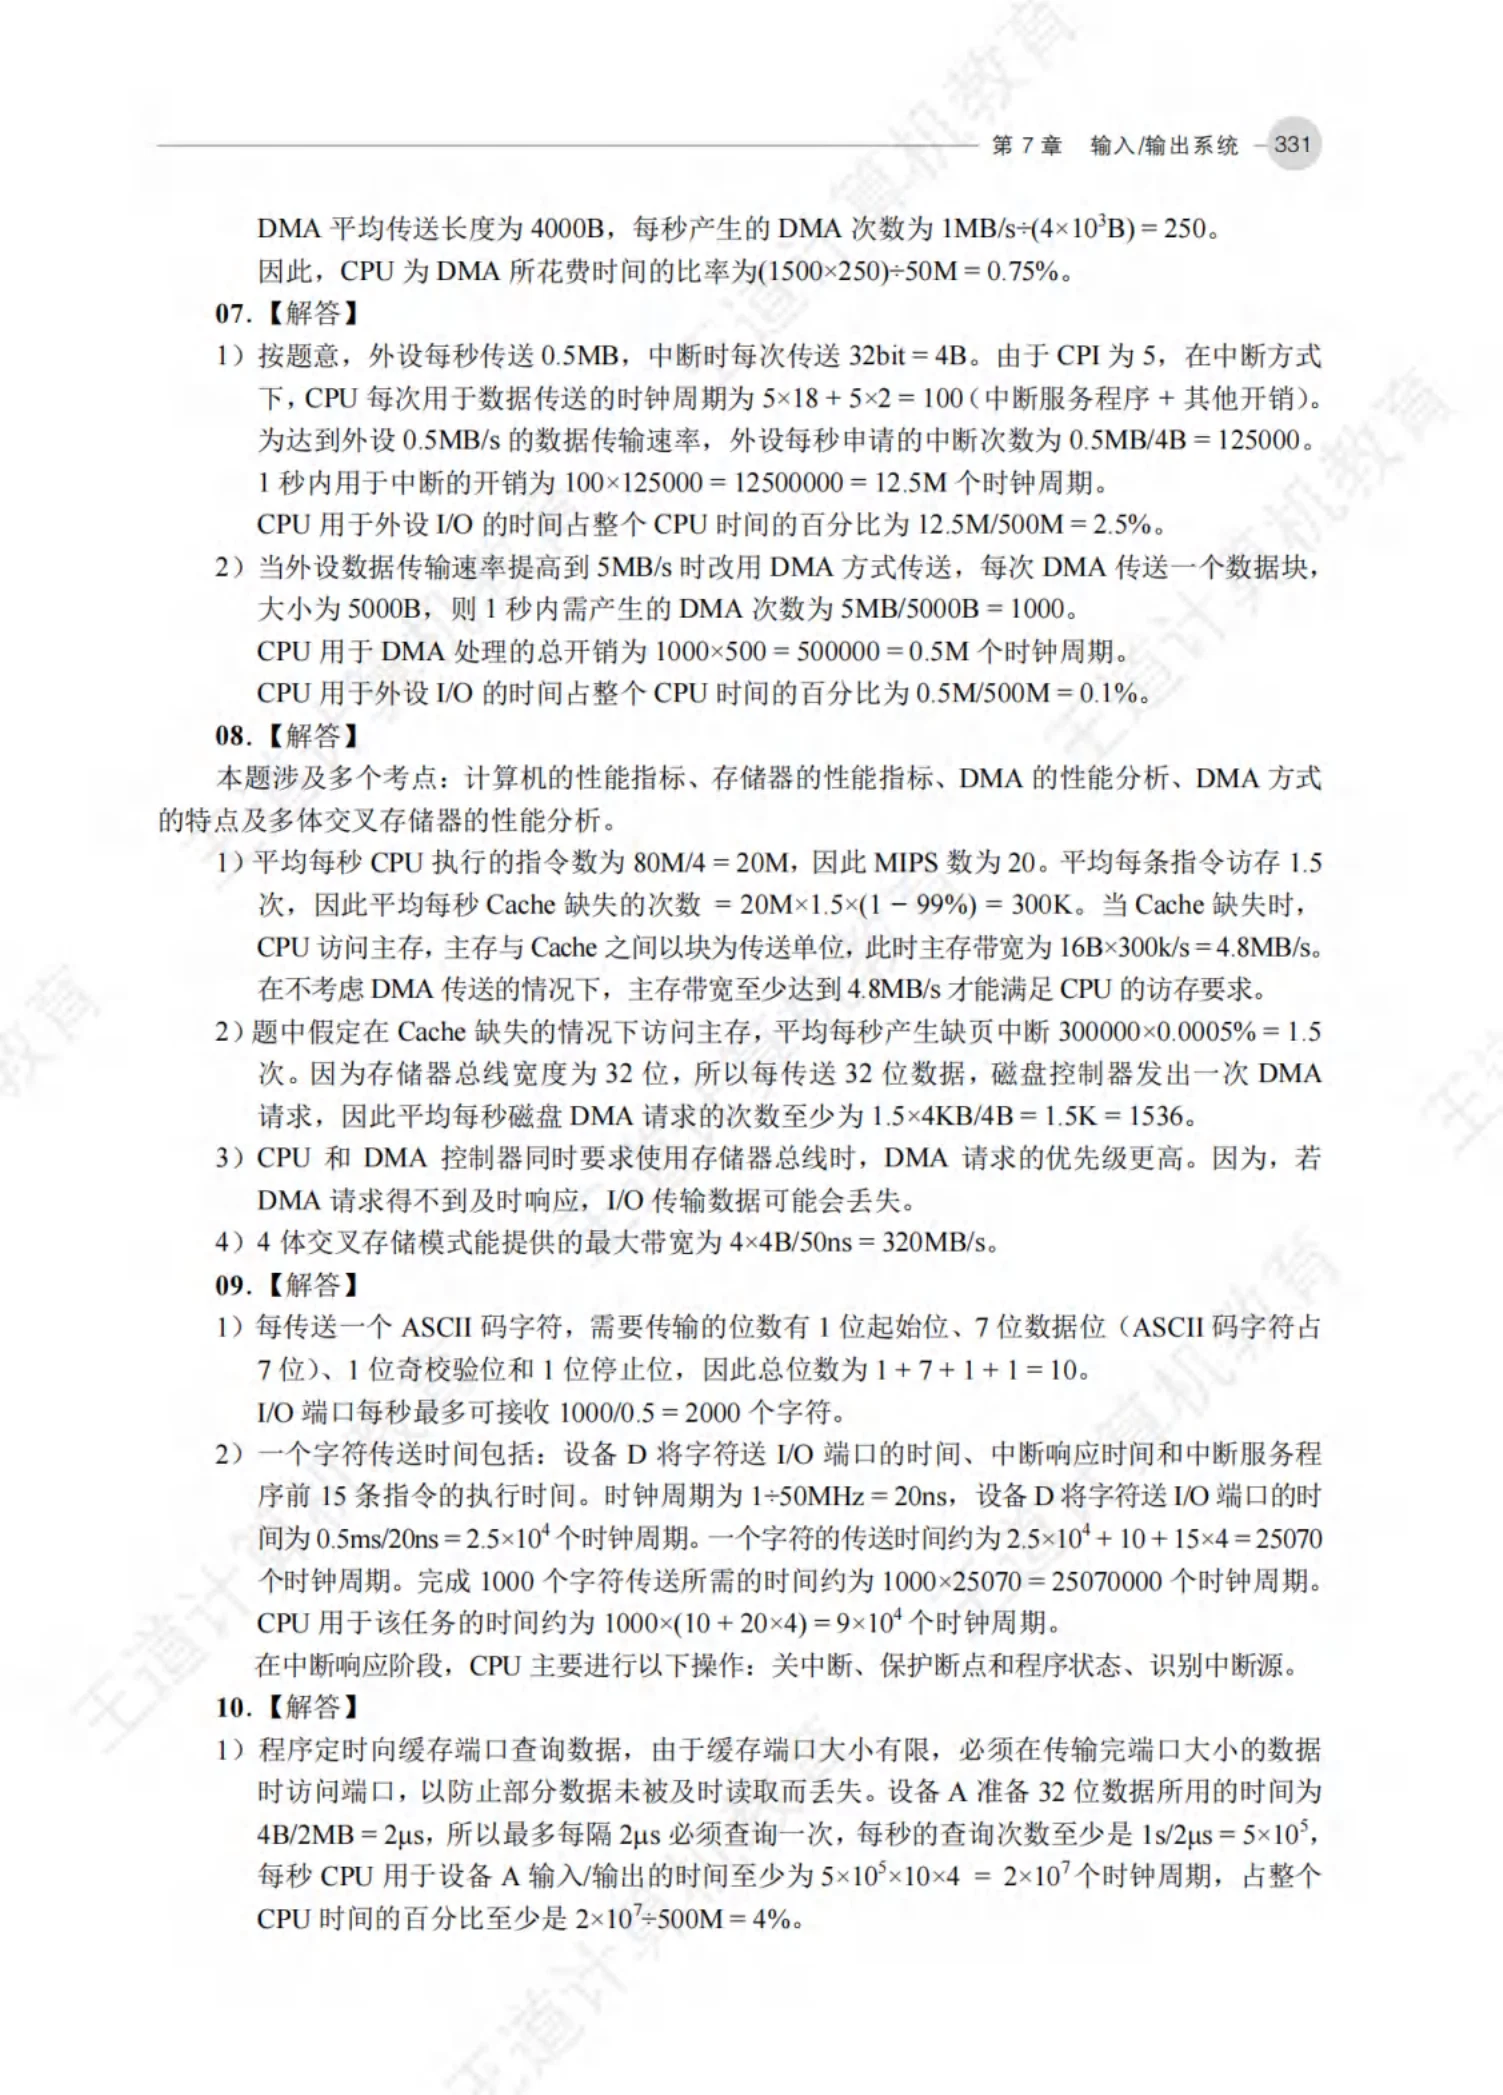 第 7 章 输入/输出系统 331
DMA 平均传送长度为 4000B，每秒产生的 DMA 次数为 1MB/s÷(4×10³B) = 250。
因此，CPU 为 DMA 所花费时间的比率为(1500×250)÷50M = 0.75%。
07.【解答】
1）按题意，外设每秒传送 0.5MB，中断时每次传送 32bit = 4B。由于 CPI 为 5，在中断方式
下，CPU 每次用于数据传送的时钟周期为 5×18 + 5×2 = 100（中断服务程序 + 其他开销）。
为达到外设 0.5MB/s 的数据传输速率，外设每秒申请的中断次数为 0.5MB/4B = 125000。
1 秒内用于中断的开销为 100×125000 = 12500000 = 12.5M 个时钟周期。
CPU 用于外设 I/O 的时间占整个 CPU 时间的百分比为 12.5M/500M = 2.5%。
2）当外设数据传输速率提高到 5MB/s 时改用 DMA 方式传送，每次 DMA 传送一个数据块，
大小为 5000B，则 1 秒内需产生的 DMA 次数为 5MB/5000B = 1000。
CPU 用于 DMA 处理的总开销为 1000×500 = 500000 = 0.5M 个时钟周期。
CPU 用于外设 I/O 的时间占整个 CPU 时间的百分比为 0.5M/500M = 0.1%。
08.【解答】
本题涉及多个考点：计算机的性能指标、存储器的性能指标、DMA 的性能分析、DMA 方式
的特点及多体交叉存储器的性能分析。
1）平均每秒 CPU 执行的指令数为 80M/4 = 20M，因此 MIPS 数为 20。平均每条指令访存 1.5
次，因此平均每秒 Cache 缺失的次数 = 20M×1.5×(1 − 99%) = 300K。当 Cache 缺失时，
CPU 访问主存，主存与 Cache 之间以块为传送单位，此时主存带宽为 16B×300k/s = 4.8MB/s。
在不考虑 DMA 传送的情况下，主存带宽至少达到 4.8MB/s 才能满足 CPU 的访存要求。
2）题中假定在 Cache 缺失的情况下访问主存，平均每秒产生缺页中断 300000×0.0005% = 1.5
次。因为存储器总线宽度为 32 位，所以每传送 32 位数据，磁盘控制器发出一次 DMA
请求，因此平均每秒磁盘 DMA 请求的次数至少为 1.5×4KB/4B = 1.5K = 1536。
3）CPU 和 DMA 控制器同时要求使用存储器总线时，DMA 请求的优先级更高。因为，若
DMA 请求得不到及时响应，I/O 传输数据可能会丢失。
4）4 体交叉存储模式能提供的最大带宽为 4×4B/50ns = 320MB/s。
09.【解答】
1）每传送一个 ASCII 码字符，需要传输的位数有 1 位起始位、7 位数据位（ASCII 码字符占
7 位）、1 位奇校验位和 1 位停止位，因此总位数为 1 + 7 + 1 + 1 = 10。
I/O 端口每秒最多可接收 1000/0.5 = 2000 个字符。
2）一个字符传送时间包括：设备 D 将字符送 I/O 端口的时间、中断响应时间和中断服务程
序前 15 条指令的执行时间。时钟周期为 1÷50MHz = 20ns，设备 D 将字符送 I/O 端口的时
间为 0.5ms/20ns = 2.5×10⁴ 个时钟周期。一个字符的传送时间约为 2.5×10⁴ + 10 + 15×4 = 25070
个时钟周期。完成 1000 个字符传送所需的时间约为 1000×25070 = 25070000 个时钟周期。
CPU 用于该任务的时间约为 1000×(10 + 20×4) = 9×10⁴ 个时钟周期。
在中断响应阶段，CPU 主要进行以下操作：关中断、保护断点和程序状态、识别中断源。
10.【解答】
1）程序定时向缓存端口查询数据，由于缓存端口大小有限，必须在传输完端口大小的数据
时访问端口，以防止部分数据未被及时读取而丢失。设备 A 准备 32 位数据所用的时间为
4B/2MB = 2μs，所以最多每隔 2μs 必须查询一次，每秒的查询次数至少是 1s/2μs = 5×10⁵，
每秒 CPU 用于设备 A 输入/输出的时间至少为 5×10⁵×10×4 = 2×10⁷ 个时钟周期，占整个
CPU 时间的百分比至少是 2×10⁷÷500M = 4%。
王道计算机教育